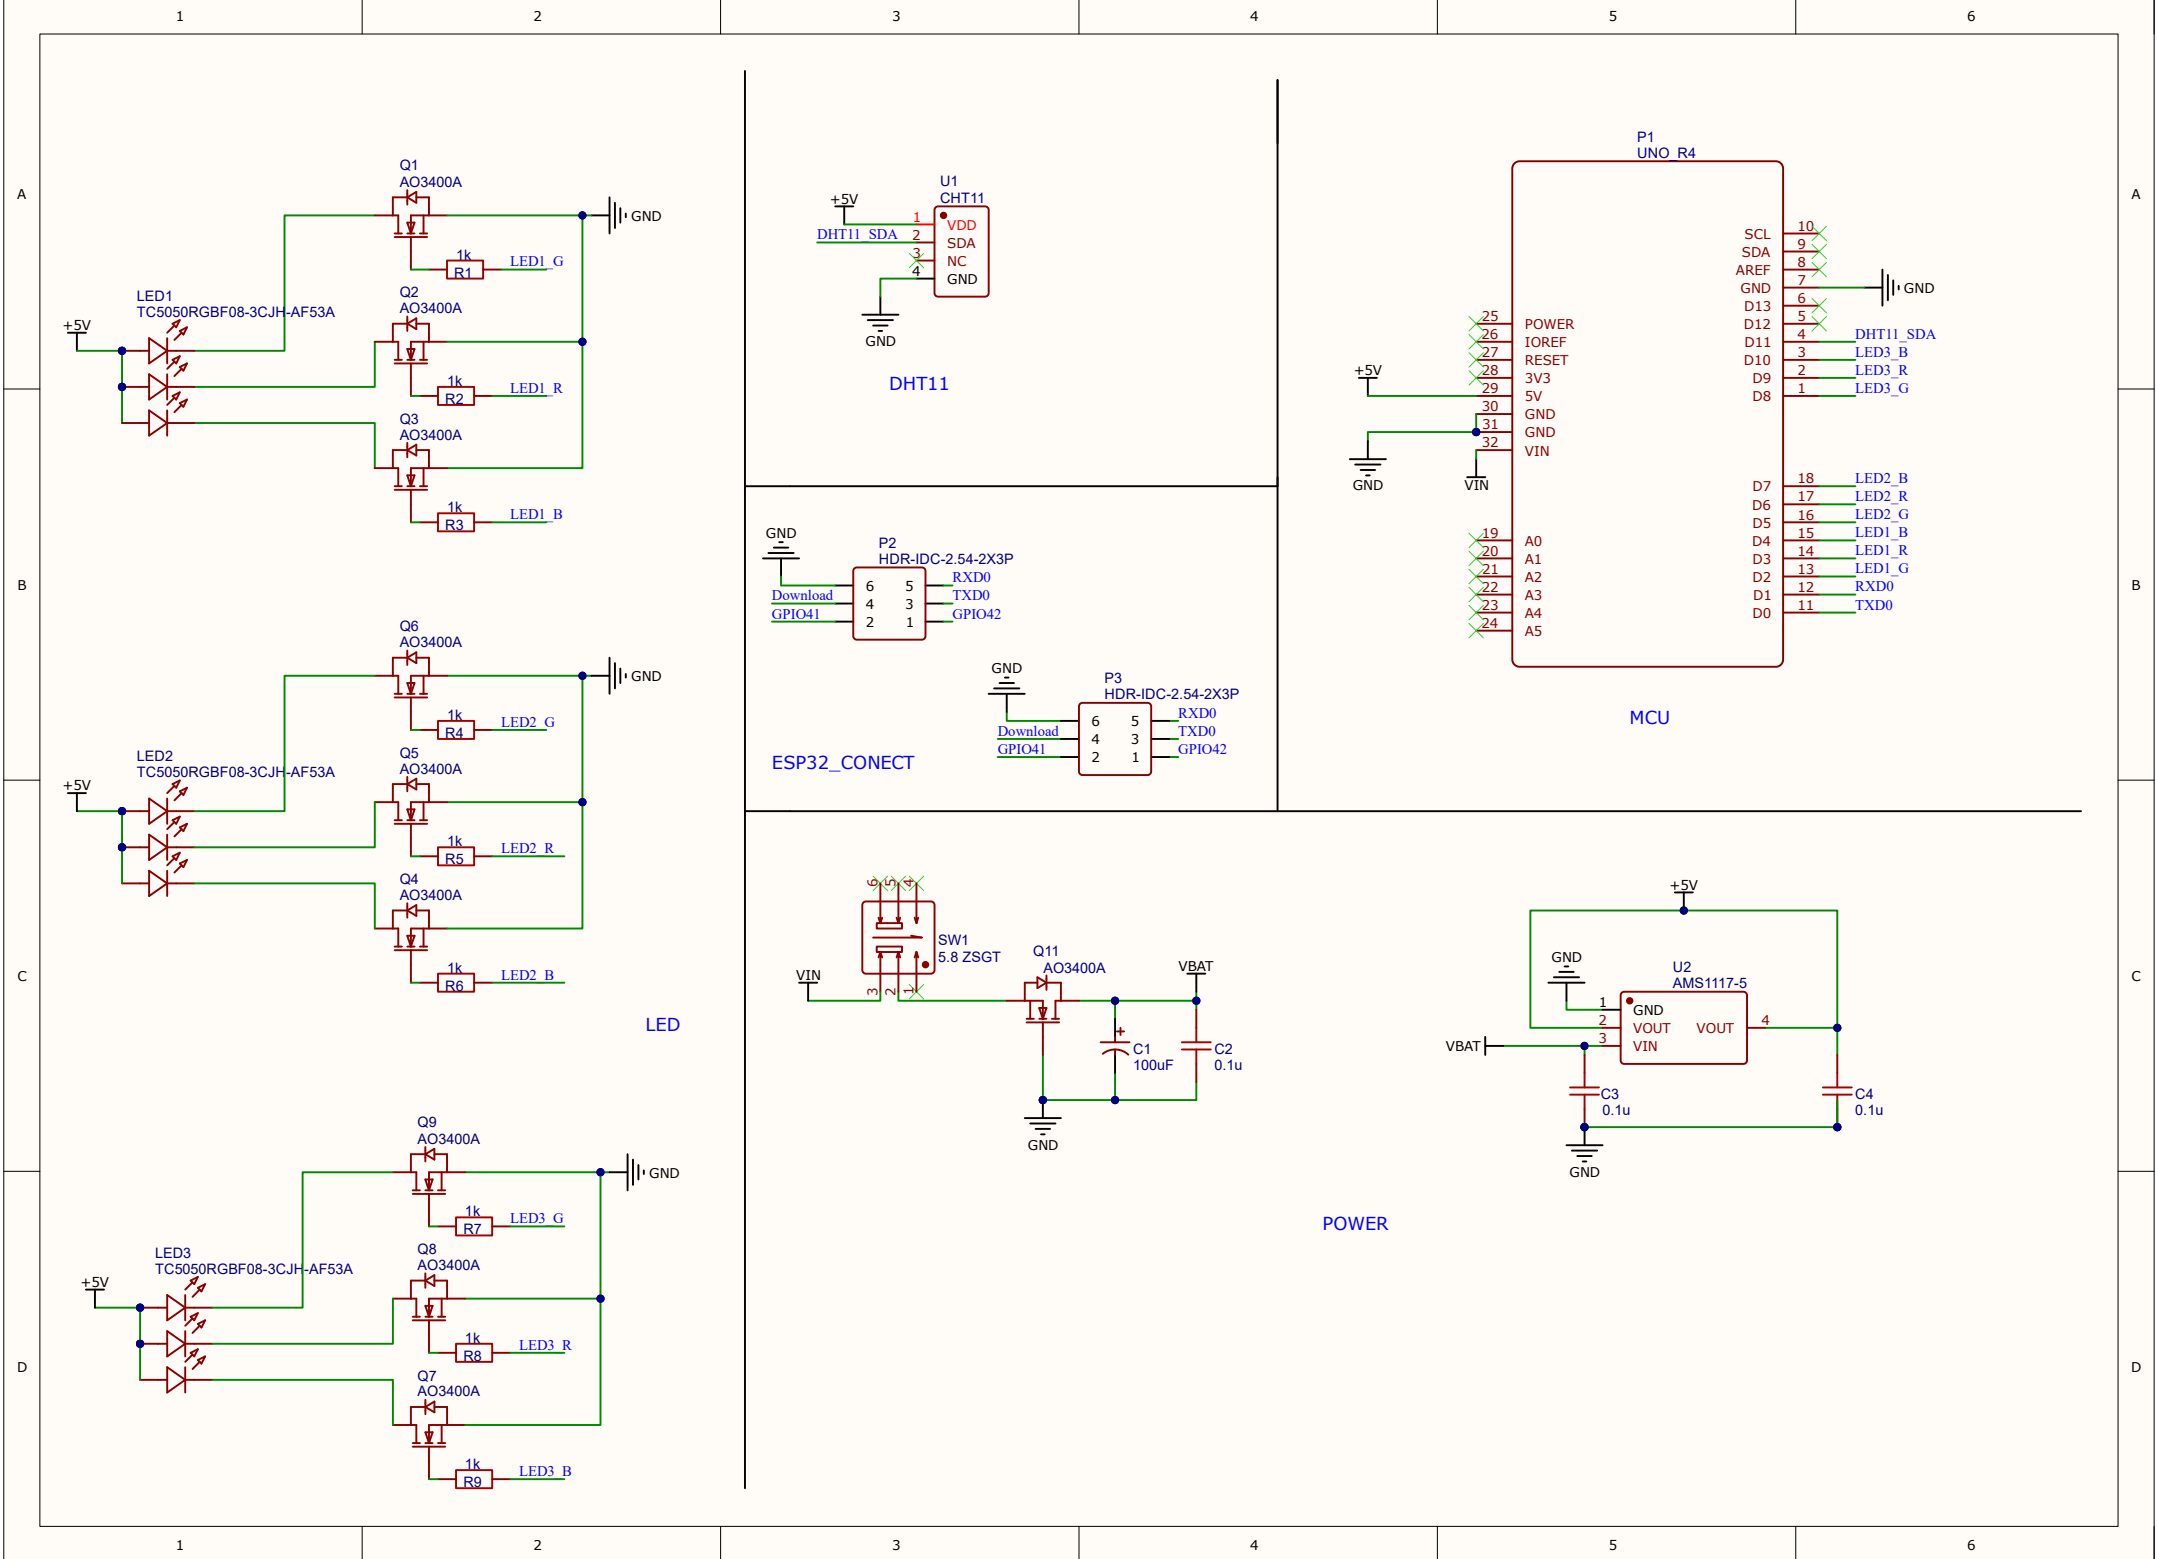 1 2 3 4 5 6
A
B
C
D
Q1
AO3400A
GND
1k
R1
LED1_G
LED1
TC5050RGBF08-3CJH-AF53A
+5V
Q2
AO3400A
1k
R2
LED1_R
Q3
AO3400A
1k
R3
LED1_B
Q6
AO3400A
GND
1k
R4
LED2_G
LED2
TC5050RGBF08-3CJH-AF53A
+5V
Q5
AO3400A
1k
R5
LED2_R
Q4
AO3400A
1k
R6
LED2_B
LED
Q9
AO3400A
GND
1k
R7
LED3_G
LED3
TC5050RGBF08-3CJH-AF53A
+5V
Q8
AO3400A
1k
R8
LED3_R
Q7
AO3400A
1k
R9
LED3_B
U1
CHT11
+5V
1 VDD
DHT11_SDA 2 SDA
3 NC
4 GND
GND
DHT11
GND
P2
HDR-IDC-2.54-2X3P
6 5 RXD0
Download 4 3 TXD0
GPIO41 2 1 GPIO42
GND
P3
HDR-IDC-2.54-2X3P
6 5 RXD0
Download 4 3 TXD0
GPIO41 2 1 GPIO42
ESP32_CONECT
P1
UNO_R4
SCL 10
SDA 9
AREF 8
GND 7 GND
D13 6
D12 5
D11 4 DHT11_SDA
D10 3 LED3_B
D9 2 LED3_R
D8 1 LED3_G
25 POWER
26 IOREF
27 RESET
28 3V3
+5V
29 5V
30 GND
31 GND
32 VIN
GND
VIN
D7 18 LED2_B
D6 17 LED2_R
D5 16 LED2_G
D4 15 LED1_B
D3 14 LED1_R
D2 13 LED1_G
D1 12 RXD0
D0 11 TXD0
19 A0
20 A1
21 A2
22 A3
23 A4
24 A5
MCU
6 5 4
SW1
5.8 ZSGT
3 2 1
VIN
Q11
AO3400A
VBAT
+
C1
100uF
C2
0.1u
GND
+5V
GND
U2
AMS1117-5
1 GND
2 VOUT VOUT 4
VBAT 3 VIN
C3
0.1u
C4
0.1u
GND
POWER
A
B
C
D
1 2 3 4 5 6